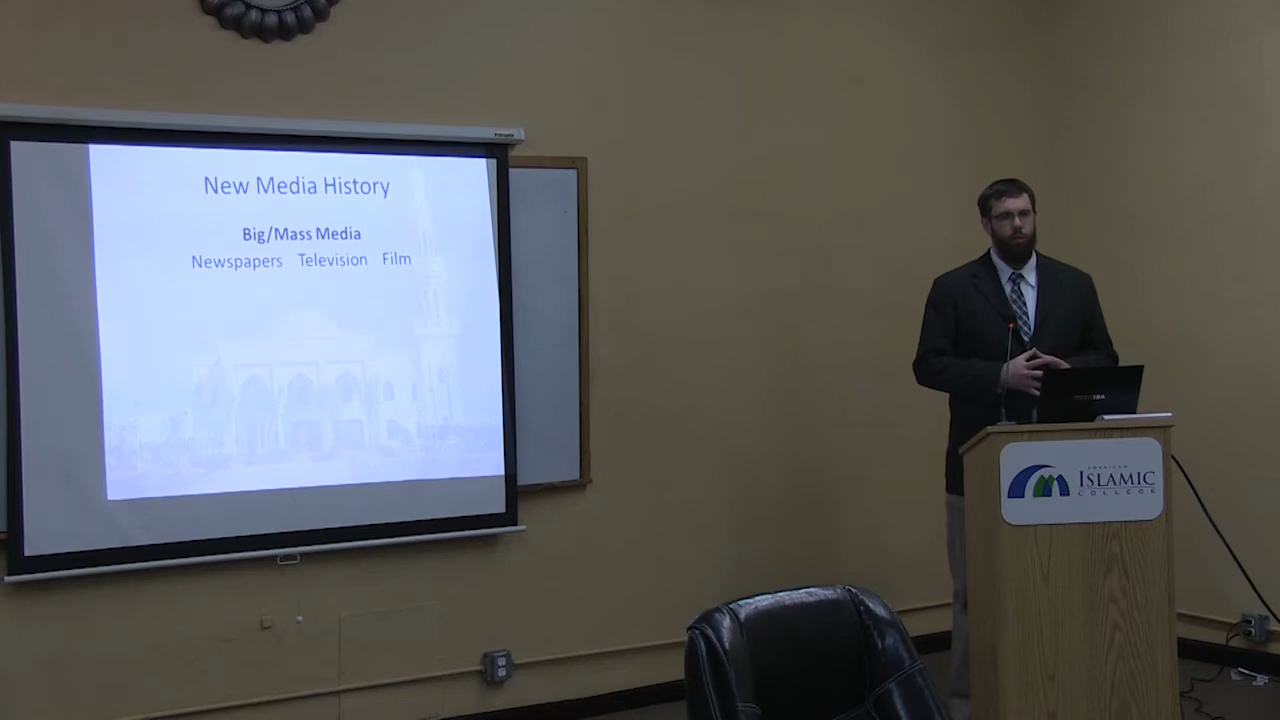 New Media History
Big/Mass Media
Newspapers Television Film
TOSHIBA
AMERICAN
ISLAMIC
COLLEGE